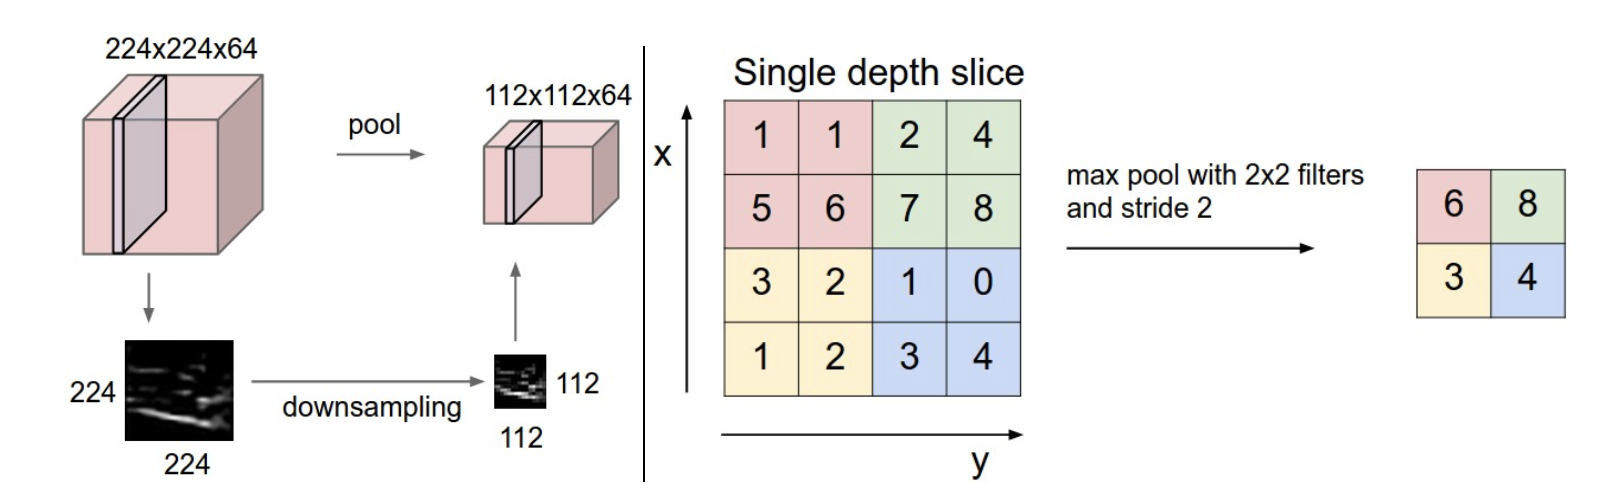 224x224x64
pool
112x112x64
224
224
downsampling
112
112
Single depth slice
x
1 1 2 4
5 6 7 8
3 2 1 0
1 2 3 4
y
max pool with 2x2 filters
and stride 2
6 8
3 4